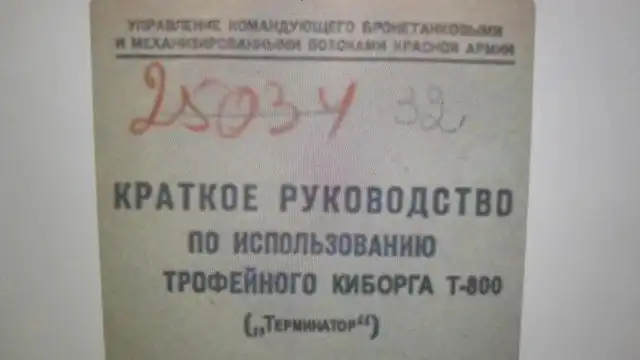 УПРАВЛЕНИЕ КОМАНДУЮЩЕГО БРОНЕТАНКОВЫМИ
И МЕХАНИЗИРОВАННЫМИ ВОЙСКАМИ КРАСНОЙ АРМИИ
25034 32,
КРАТКОЕ РУКОВОДСТВО
ПО ИСПОЛЬЗОВАНИЮ
ТРОФЕЙНОГО КИБОРГА Т-800
(„ТЕРМИНАТОР“)